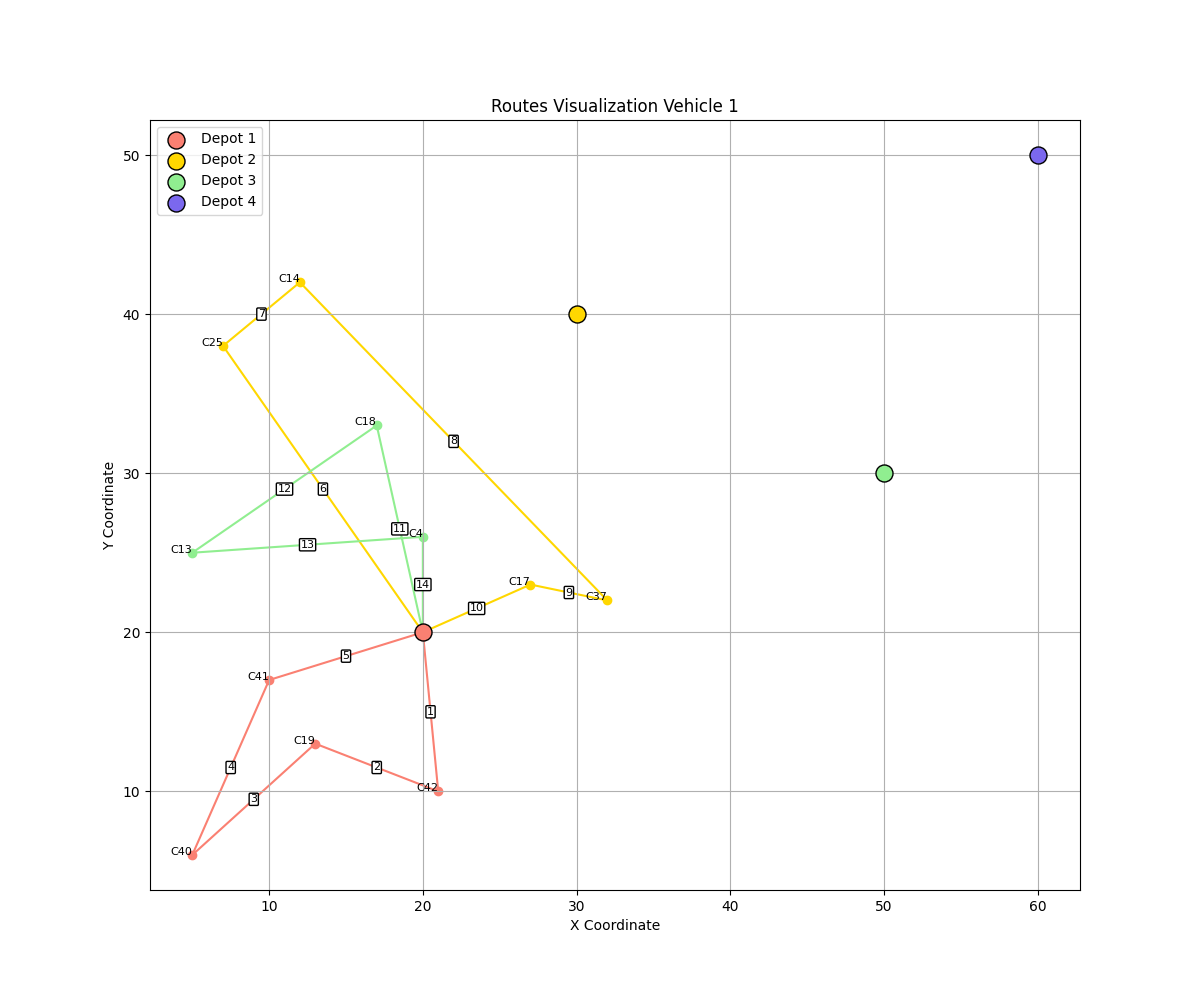 Routes Visualization Vehicle 1
Depot 1
Depot 2
Depot 3
Depot 4
50
40
30
20
10
Y Coordinate
C14
7
C25
C18
8
12
6
11
C4
13
C13
14
C17
9
C37
10
5
C41
1
C19
4
2
C42
3
C40
10
20
30
40
50
60
X Coordinate